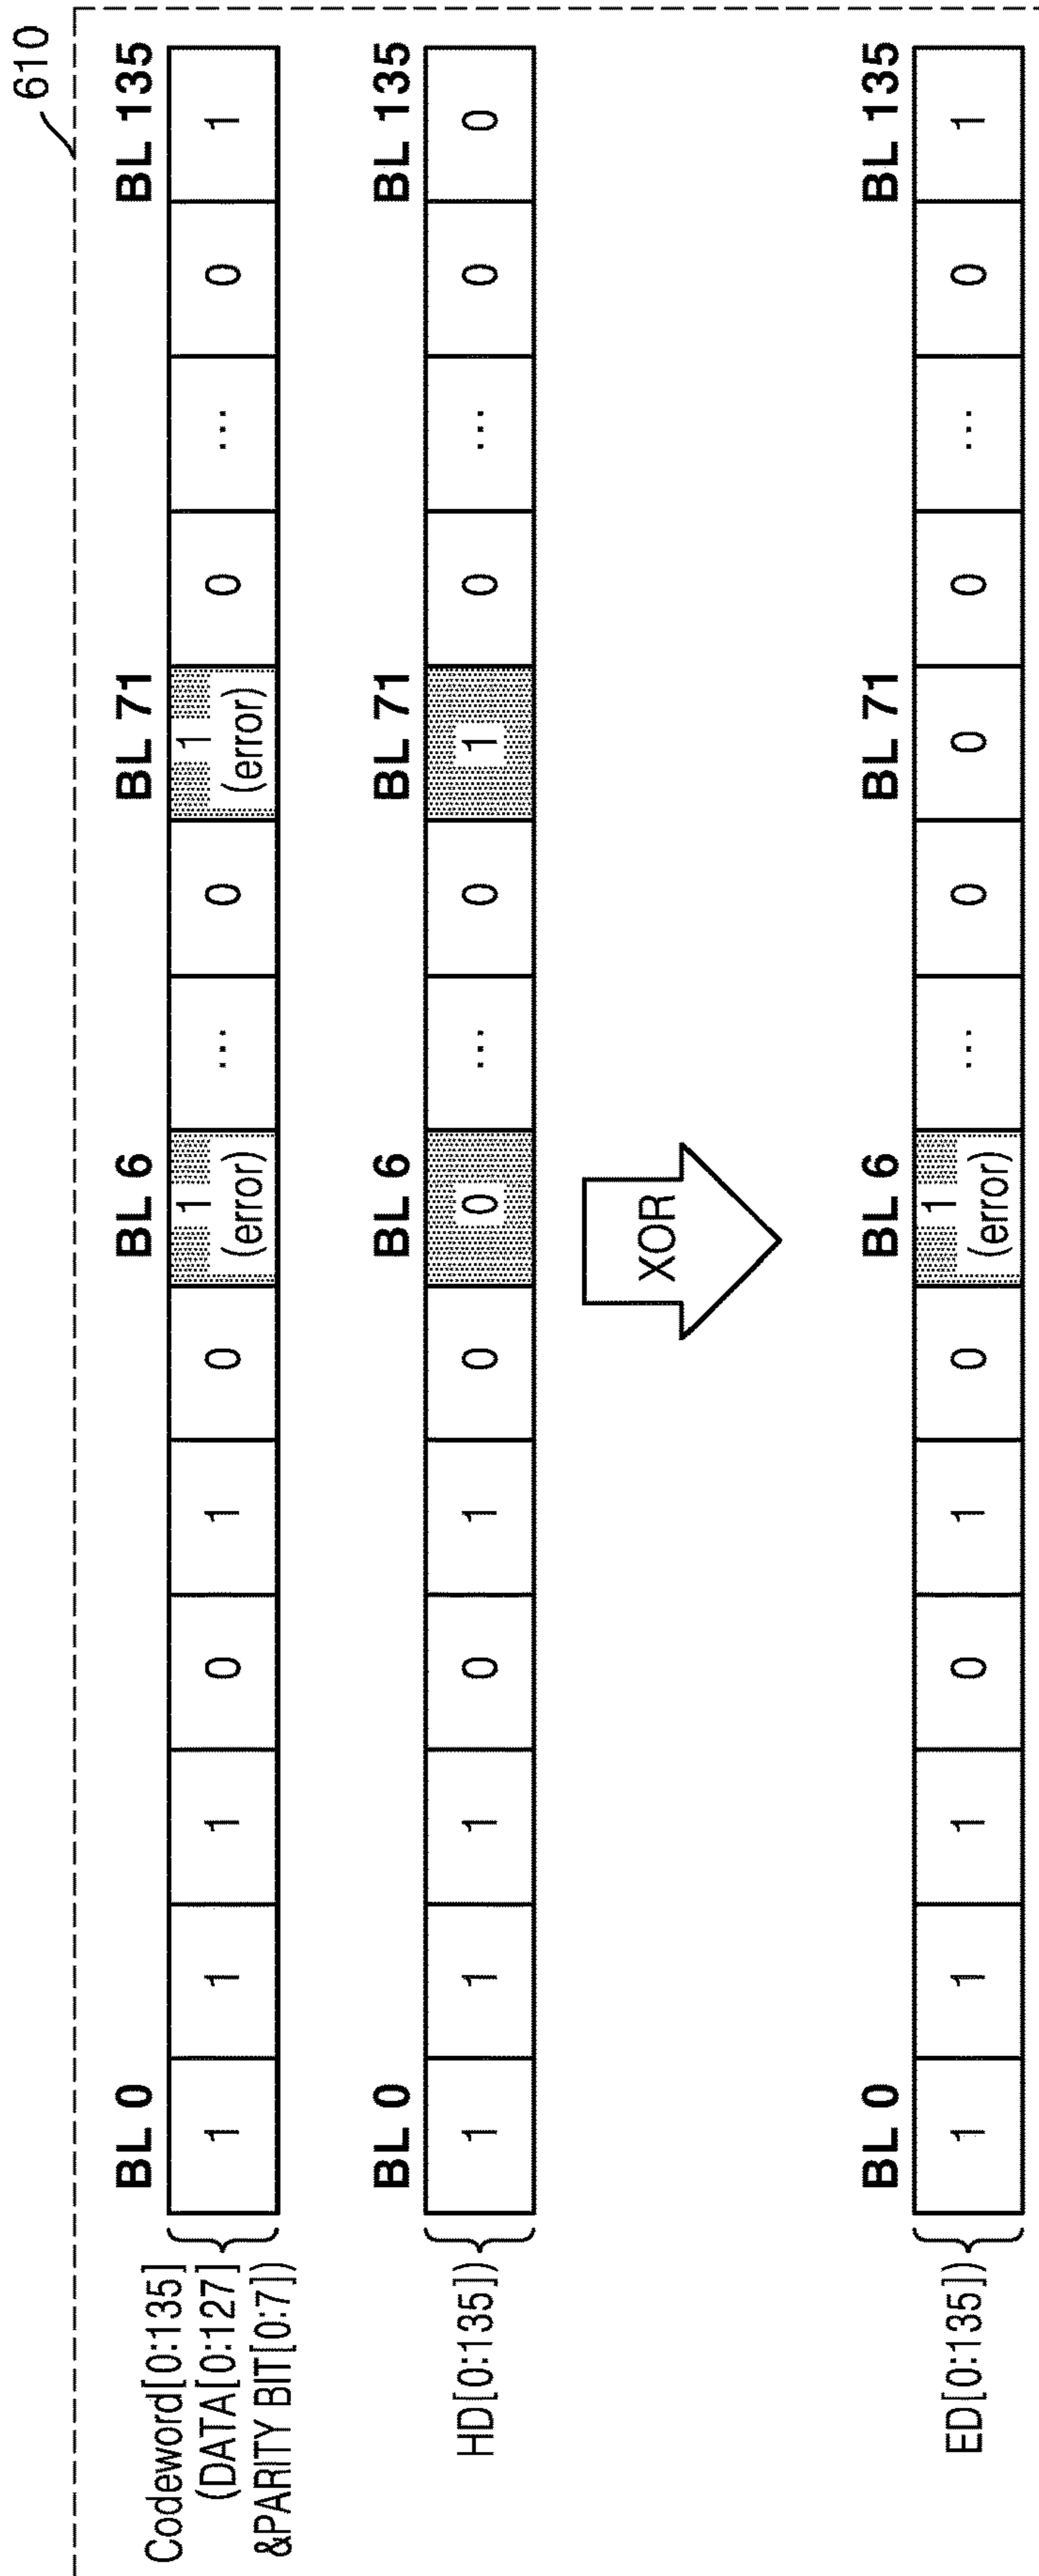 610
BL 0 BL 6 BL 71 BL 135
Codeword[0:135]
(DATA[0:127]
&PARITY BIT[0:7])
1 1 1 0 1 0 1 ... 0 1 0 ... 0 1
(error) (error)
BL 0 BL 6 BL 71 BL 135
HD[0:135]) 1 1 1 0 1 0 0 ... 0 1 0 ... 0 0
XOR
BL 0 BL 6 BL 71 BL 135
ED[0:135]) 1 1 1 0 1 0 1 ... 0 0 0 ... 0 1
(error)